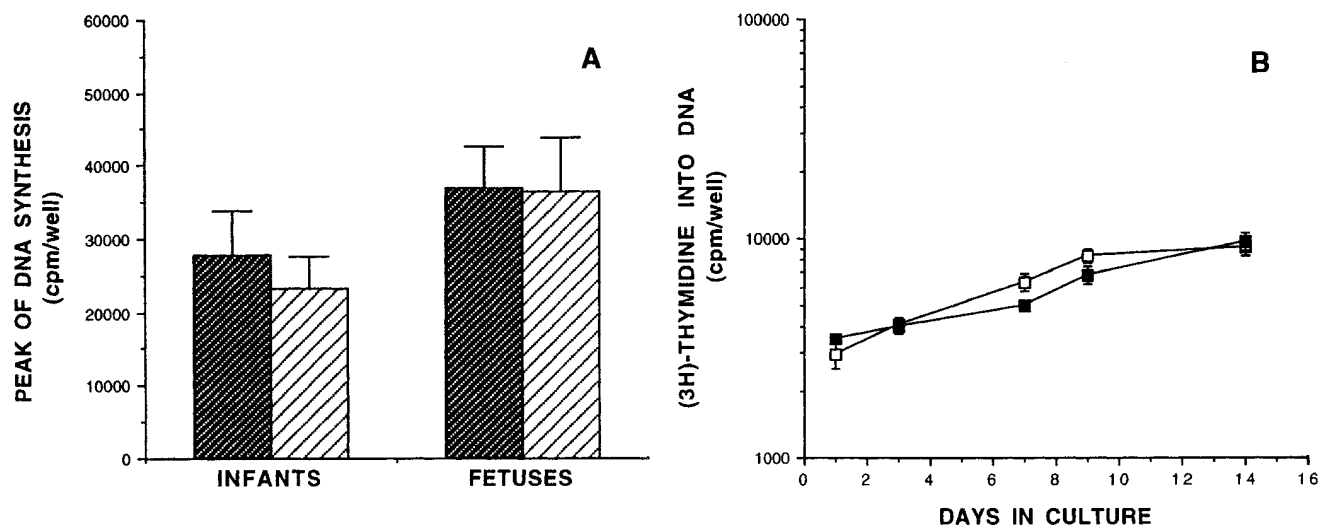 PEAK OF DNA SYNTHESIS
(cpm/well)
60000
50000
40000
30000
20000
10000
0
A
INFANTS
FETUSES
(3H)-THYMIDINE INTO DNA
(cpm/well)
100000
10000
1000
B
0 2 4 6 8 10 12 14 16
DAYS IN CULTURE